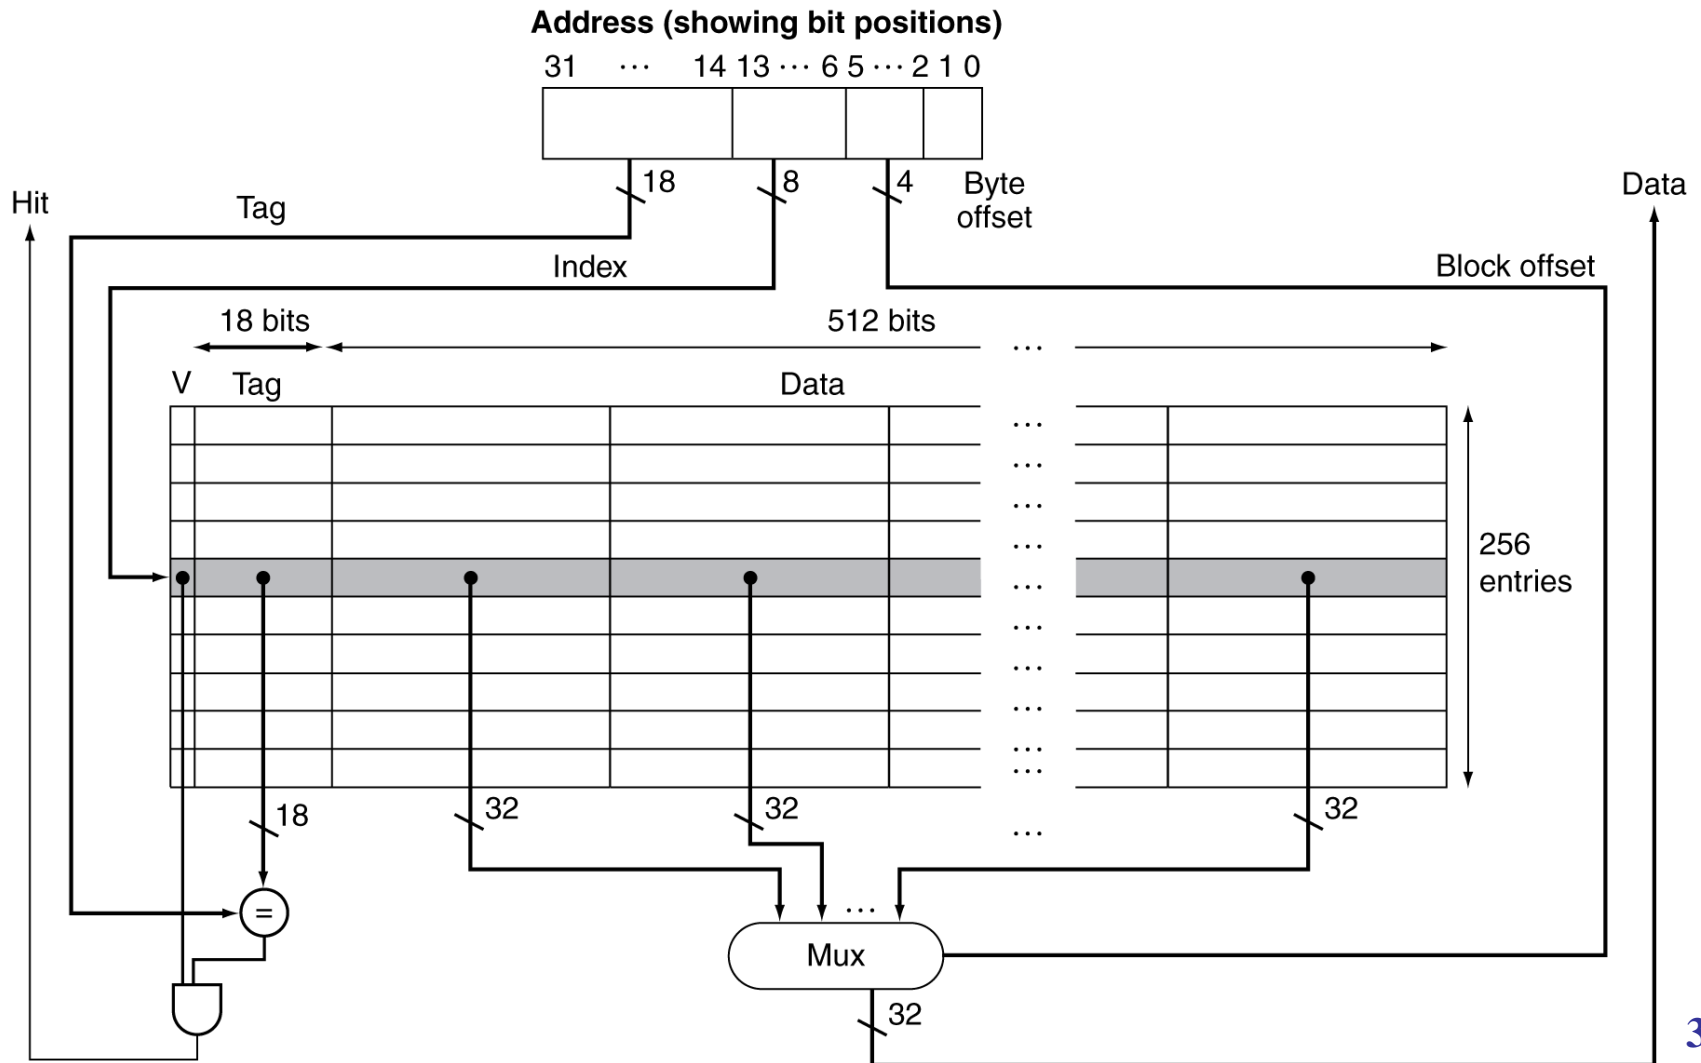 Address (showing bit positions)
31 ... 14 13 ... 6 5 ... 2 1 0
18
8
4
Byte
offset
Hit
Tag
Data
Index
Block offset
18 bits
512 bits
...
V
Tag
Data
...
...
...
...
256
entries
...
...
...
...
...
...
18
32
32
...
32
=
...
Mux
32
3